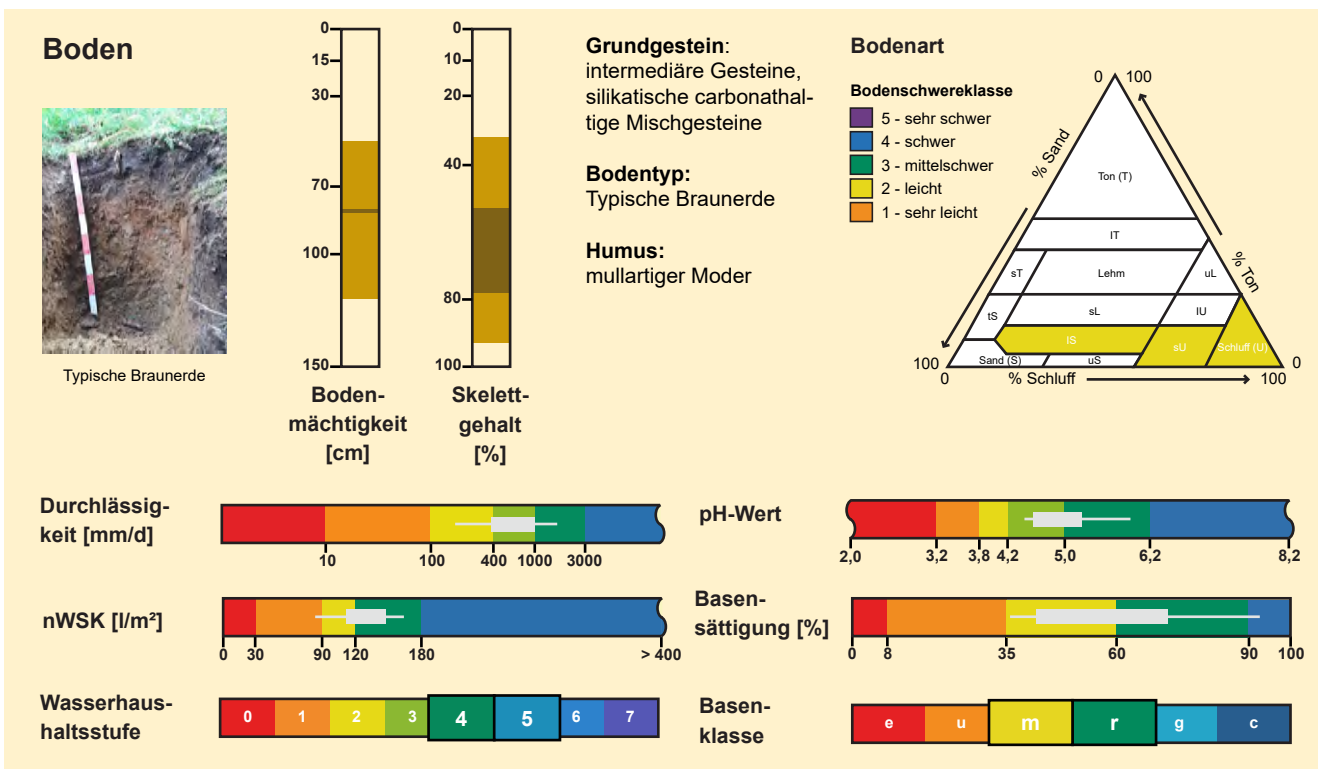 Boden
Typische Braunerde
0
15
30
70
100
150
Boden-
mächtigkeit
[cm]
0
10
20
40
80
100
Skelett-
gehalt
[%]
Grundgestein:
intermediäre Gesteine,
silikatische carbonathal-
tige Mischgesteine
Bodentyp:
Typische Braunerde
Humus:
mullartiger Moder
Bodenart
Bodenschwereklasse
5 - sehr schwer
4 - schwer
3 - mittelschwer
2 - leicht
1 - sehr leicht
0 100
% Sand
% Ton
Ton (T)
lT
sT Lehm uL
tS sL lU
lS sU Schluff (U)
Sand (S) uS
100 0
0 % Schluff 100
Durchlässig-
keit [mm/d]
10 100 400 1000 3000
nWSK [l/m²]
0 30 90 120 180 > 400
Wasserhaus-
haltsstufe
0 1 2 3 4 5 6 7
pH-Wert
2,0 3,2 3,8 4,2 5,0 6,2 8,2
Basen-
sättigung [%]
0 8 35 60 90 100
Basen-
klasse
e u m r g c